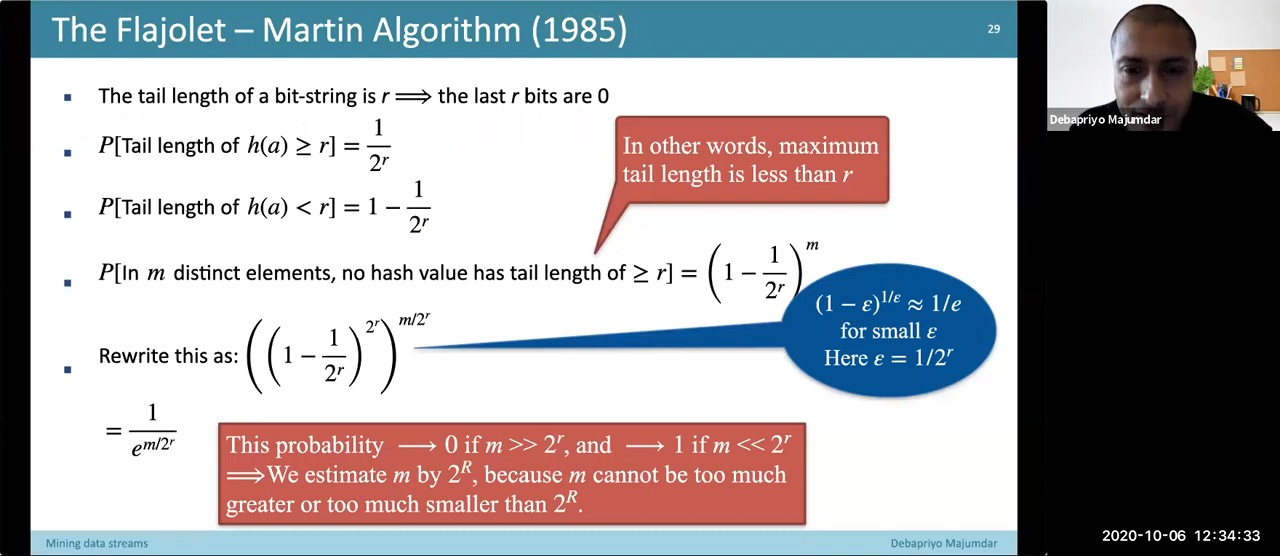 The Flajolet – Martin Algorithm (1985)
29
The tail length of a bit-string is r ⟹ the last r bits are 0
P[Tail length of h(a) ≥ r] = 1/2^r
P[Tail length of h(a) < r] = 1 − 1/2^r
In other words, maximum
tail length is less than r
P[In m distinct elements, no hash value has tail length of ≥ r] = (1 − 1/2^r)^m
(1 − ε)^{1/ε} ≈ 1/e
for small ε
Here ε = 1/2^r
Rewrite this as: ((1 − 1/2^r)^{2^r})^{m/2^r}
= 1/e^{m/2^r}
This probability ⟶ 0 if m >> 2^r, and ⟶ 1 if m << 2^r
⟹ We estimate m by 2^R, because m cannot be too much
greater or too much smaller than 2^R.
Mining data streams
Debapriyo Majumdar
Debapriyo Majumdar
2020-10-06 12:34:33